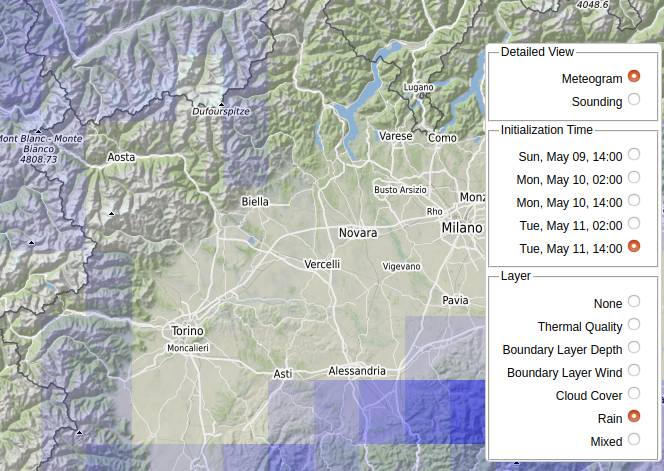 4048.6
Lugano
Dufourspitze
Mont Blanc - Monte
Bianco
4808.73
Aosta
Varese
Como
Biella
Busto Arsizio
Monz
Rho
Milano
Novara
Vercelli
Vigevano
Pavia
Torino
Moncalieri
Asti
Alessandria
Detailed View
Meteogram
Sounding
Initialization Time
Sun, May 09, 14:00
Mon, May 10, 02:00
Mon, May 10, 14:00
Tue, May 11, 02:00
Tue, May 11, 14:00
Layer
None
Thermal Quality
Boundary Layer Depth
Boundary Layer Wind
Cloud Cover
Rain
Mixed